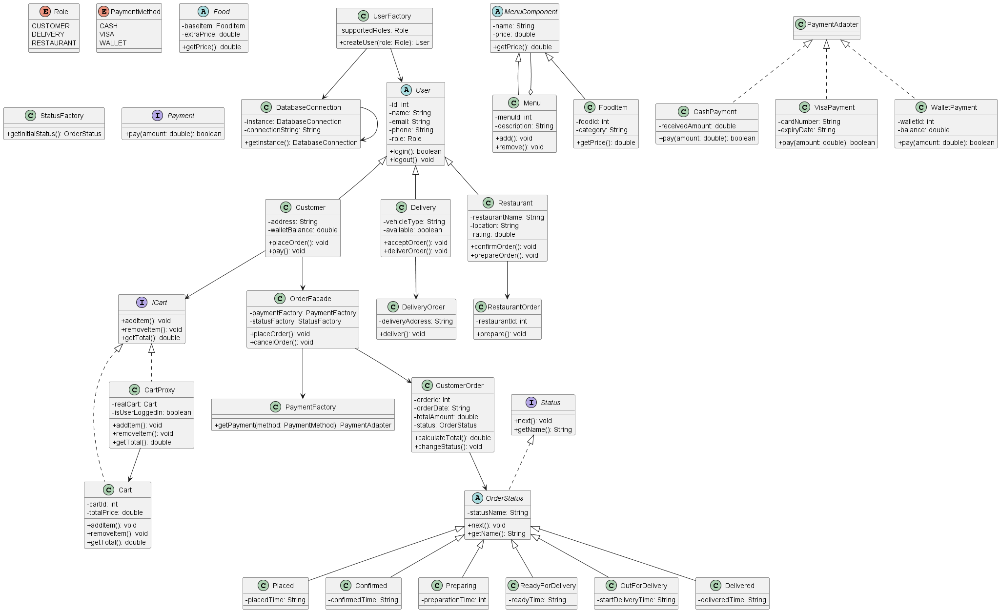 E Role
CUSTOMER
DELIVERY
RESTAURANT
E PaymentMethod
CASH
VISA
WALLET
A Food
-baseItem: FoodItem
-extraPrice: double
+getPrice(): double
C UserFactory
-supportedRoles: Role
+createUser(role: Role): User
A MenuComponent
-name: String
-price: double
+getPrice(): double
C PaymentAdapter
C StatusFactory
+getInitialStatus(): OrderStatus
I Payment
+pay(amount: double): boolean
C DatabaseConnection
-instance: DatabaseConnection
-connectionString: String
+getInstance(): DatabaseConnection
A User
-id: int
-name: String
-email: String
-phone: String
-role: Role
+login(): boolean
+logout(): void
C Menu
-menuId: int
-description: String
+add(): void
+remove(): void
C FoodItem
-foodId: int
-category: String
+getPrice(): double
C CashPayment
-receivedAmount: double
+pay(amount: double): boolean
C VisaPayment
-cardNumber: String
-expiryDate: String
+pay(amount: double): boolean
C WalletPayment
-walletId: int
-balance: double
+pay(amount: double): boolean
C Customer
-address: String
-walletBalance: double
+placeOrder(): void
+pay(): void
C Delivery
-vehicleType: String
-available: boolean
+acceptOrder(): void
+deliverOrder(): void
C Restaurant
-restaurantName: String
-location: String
-rating: double
+confirmOrder(): void
+prepareOrder(): void
I ICart
+addItem(): void
+removeItem(): void
+getTotal(): double
C OrderFacade
-paymentFactory: PaymentFactory
-statusFactory: StatusFactory
+placeOrder(): void
+cancelOrder(): void
C DeliveryOrder
-deliveryAddress: String
+deliver(): void
C RestaurantOrder
-restaurantId: int
+prepare(): void
C CartProxy
-realCart: Cart
-isUserLoggedIn: boolean
+addItem(): void
+removeItem(): void
+getTotal(): double
C PaymentFactory
+getPayment(method: PaymentMethod): PaymentAdapter
C CustomerOrder
-orderId: int
-orderDate: String
-totalAmount: double
-status: OrderStatus
+calculateTotal(): double
+changeStatus(): void
I Status
+next(): void
+getName(): String
C Cart
-cartId: int
-totalPrice: double
+addItem(): void
+removeItem(): void
+getTotal(): double
A OrderStatus
-statusName: String
+next(): void
+getName(): String
C Placed
-placedTime: String
C Confirmed
-confirmedTime: String
C Preparing
-preparationTime: int
C ReadyForDelivery
-readyTime: String
C OutForDelivery
-startDeliveryTime: String
C Delivered
-deliveredTime: String